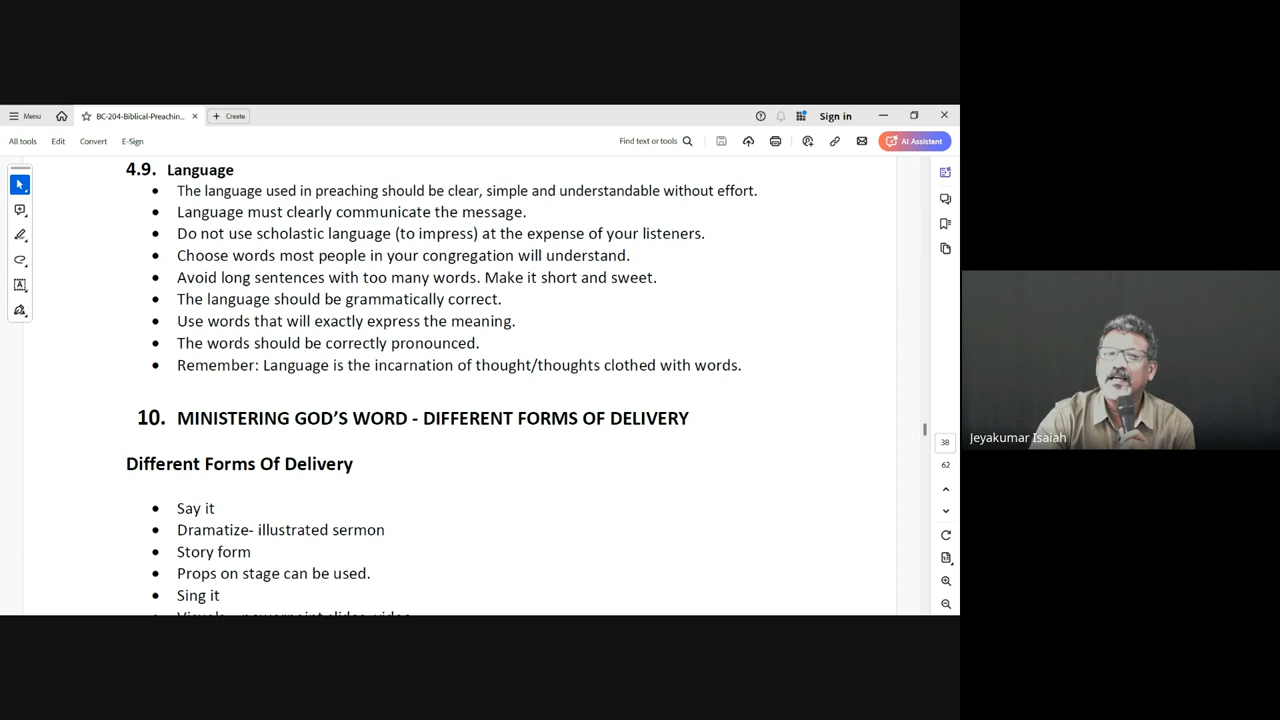 Menu
BC-204-Biblical-Preachin...
Create
Sign in
All tools
Edit
Convert
E-Sign
Find text or tools
AI Assistant
4.9. Language
• The language used in preaching should be clear, simple and understandable without effort.
• Language must clearly communicate the message.
• Do not use scholastic language (to impress) at the expense of your listeners.
• Choose words most people in your congregation will understand.
• Avoid long sentences with too many words. Make it short and sweet.
• The language should be grammatically correct.
• Use words that will exactly express the meaning.
• The words should be correctly pronounced.
• Remember: Language is the incarnation of thought/thoughts clothed with words.
10. MINISTERING GOD'S WORD - DIFFERENT FORMS OF DELIVERY
Different Forms Of Delivery
• Say it
• Dramatize- illustrated sermon
• Story form
• Props on stage can be used.
• Sing it
38
62
Jeyakumar Isaiah